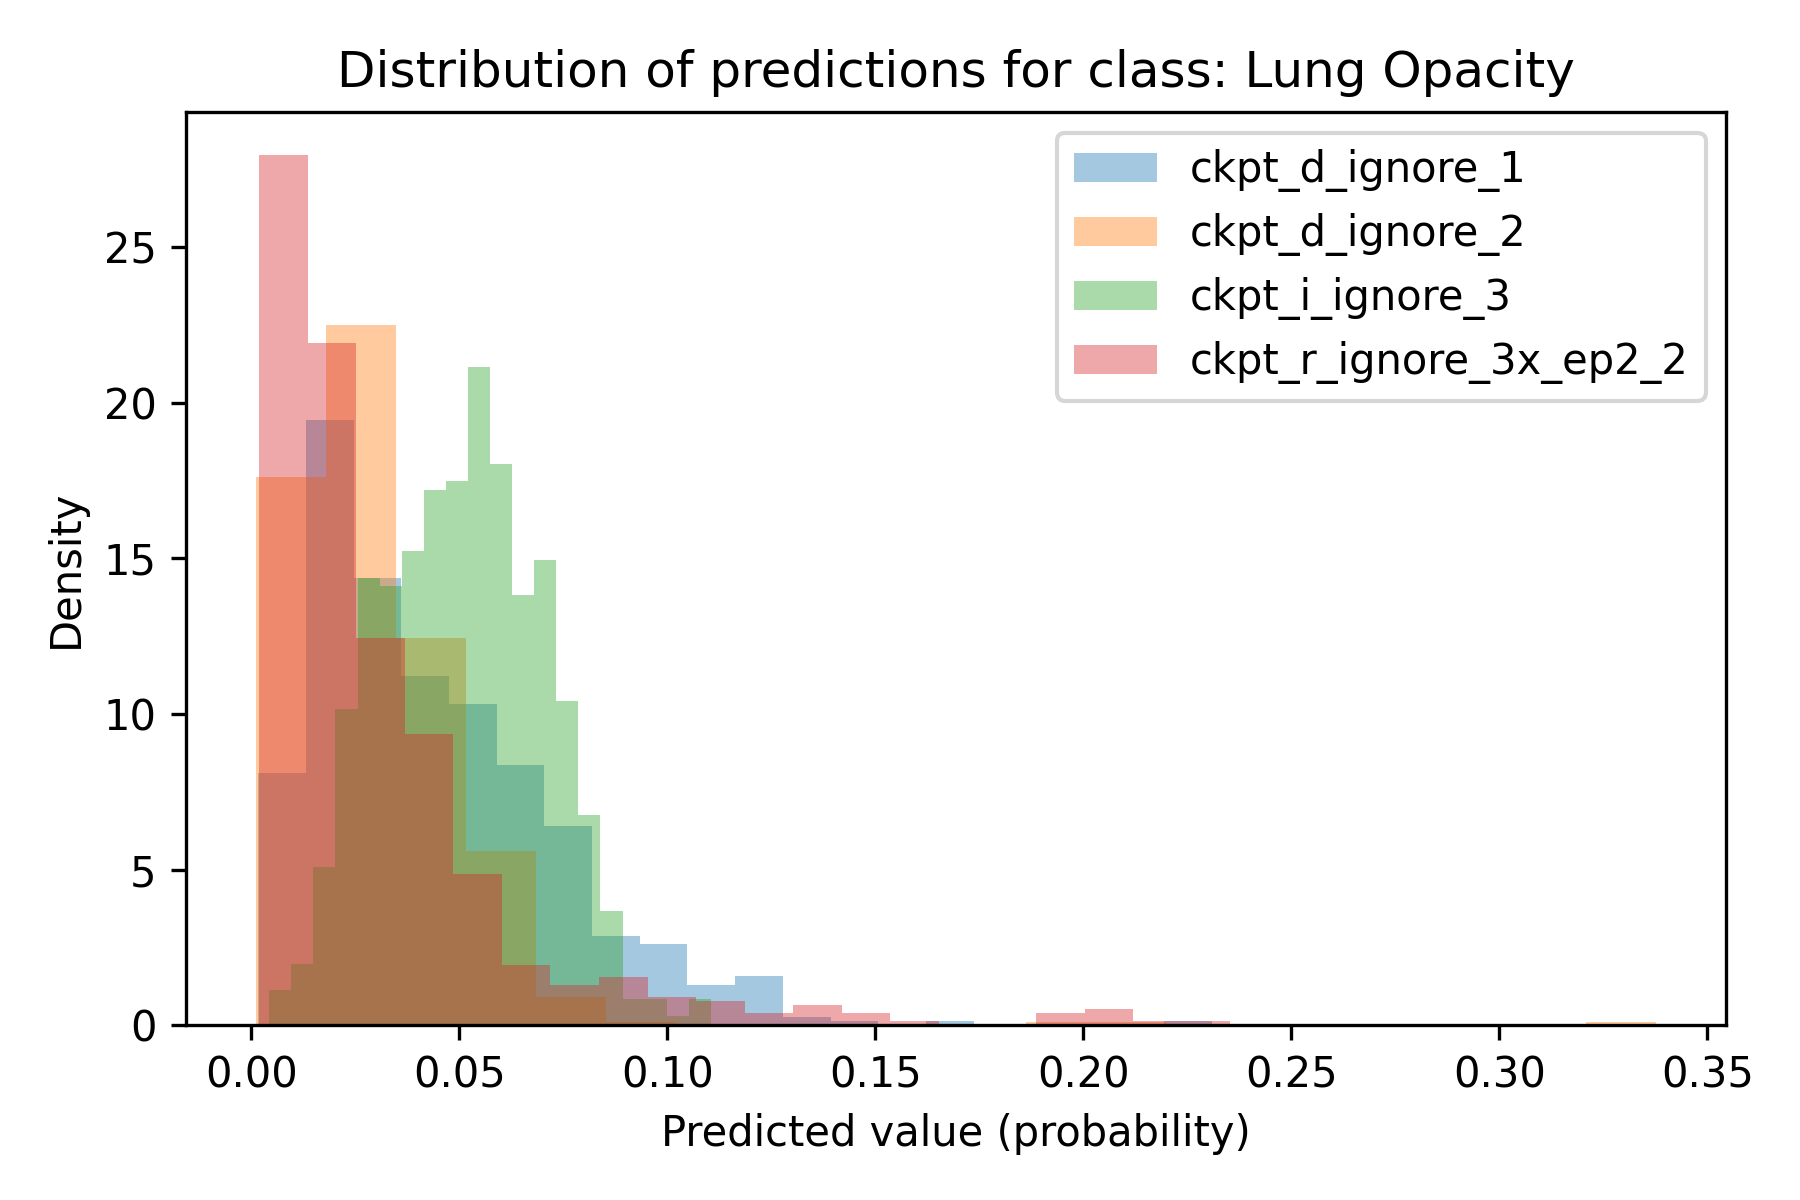 Distribution of predictions for class: Lung Opacity
ckpt_d_ignore_1
ckpt_d_ignore_2
ckpt_i_ignore_3
ckpt_r_ignore_3x_ep2_2
Density
25
20
15
10
5
0
0.00 0.05 0.10 0.15 0.20 0.25 0.30 0.35
Predicted value (probability)